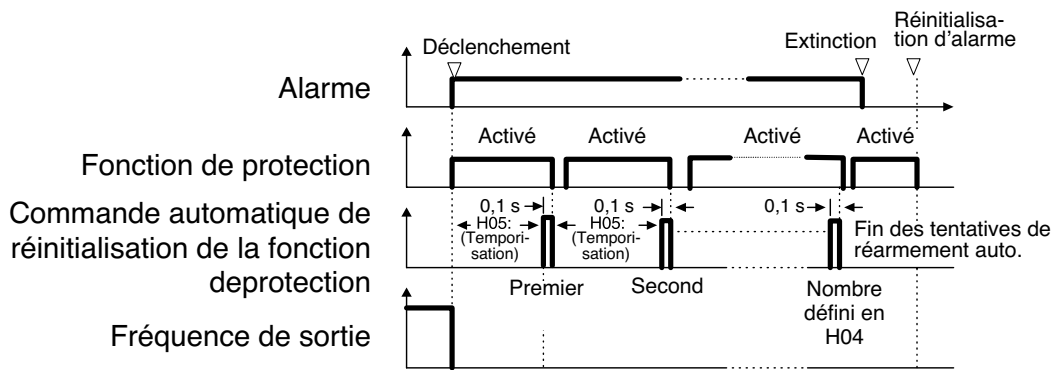 Réinitialisa-
tion d'alarme
Déclenchement
Extinction
Alarme
Activé
Activé
Activé
Activé
Fonction de protection
0,1 s
0,1 s
0,1 s
Commande automatique de
réinitialisation de la fonction
deprotection
H05:
(Tempori-
sation)
H05:
(Tempori-
sation)
Fin des tentatives de
réarmement auto.
Premier
Second
Nombre
défini en
H04
Fréquence de sortie